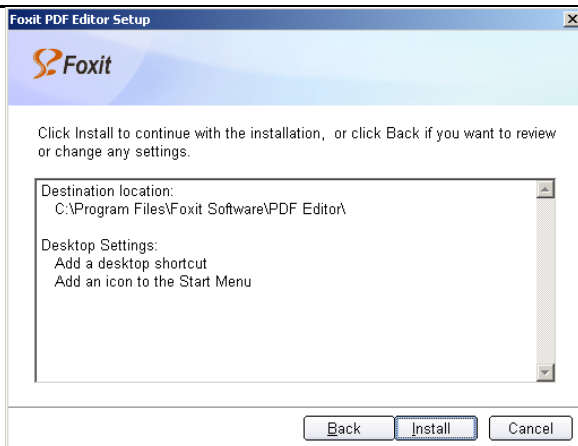 Foxit PDF Editor Setup
Foxit
Click Install to continue with the installation, or click Back if you want to review
or change any settings.
Destination location:
C:\Program Files\Foxit Software\PDF Editor\
Desktop Settings:
Add a desktop shortcut
Add an icon to the Start Menu
Back Install Cancel